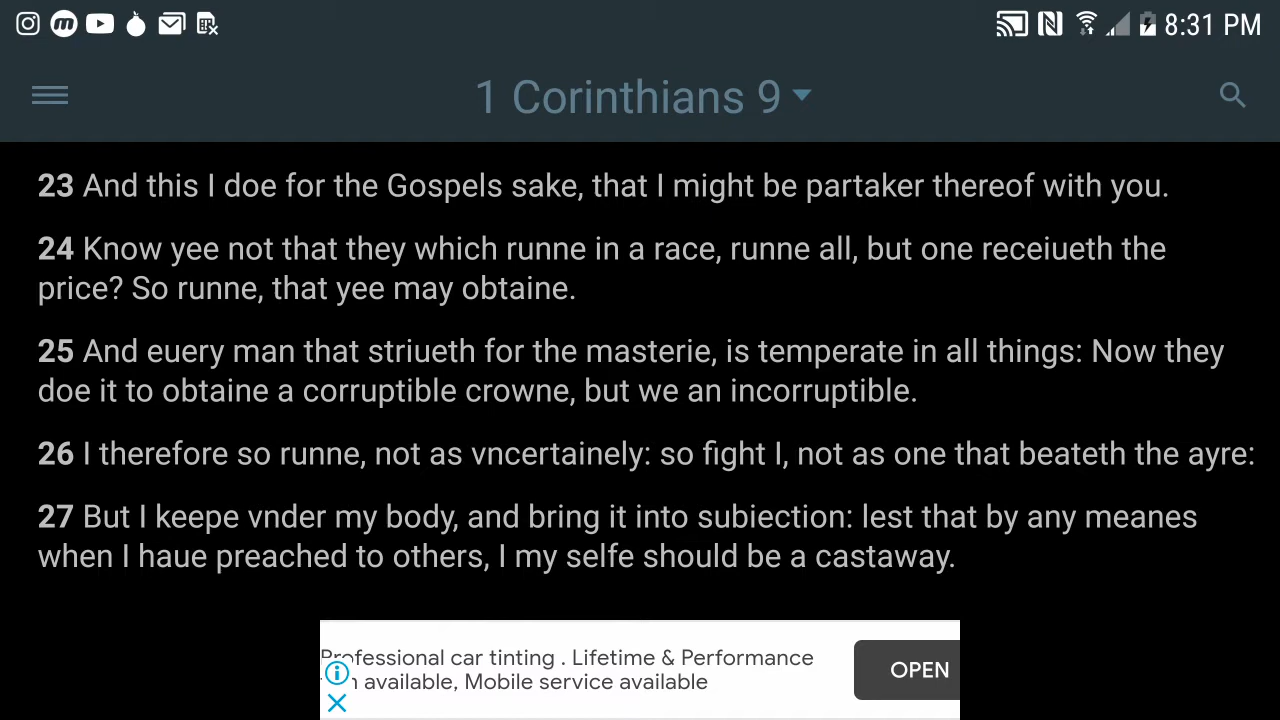 8:31 PM
1 Corinthians 9
23 And this I doe for the Gospels sake, that I might be partaker thereof with you.
24 Know yee not that they which runne in a race, runne all, but one receiueth the
price? So runne, that yee may obtaine.
25 And euery man that striueth for the masterie, is temperate in all things: Now they
doe it to obtaine a corruptible crowne, but we an incorruptible.
26 I therefore so runne, not as vncertainely: so fight I, not as one that beateth the ayre:
27 But I keepe vnder my body, and bring it into subiection: lest that by any meanes
when I haue preached to others, I my selfe should be a castaway.
Professional car tinting . Lifetime & Performance
available, Mobile service available
OPEN